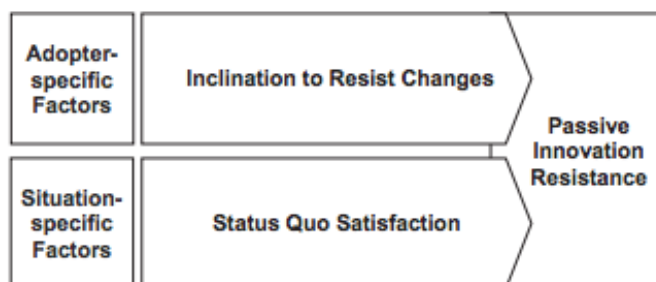 Adopter-
specific
Factors
Inclination to Resist Changes
Situation-
specific
Factors
Status Quo Satisfaction
Passive
Innovation
Resistance